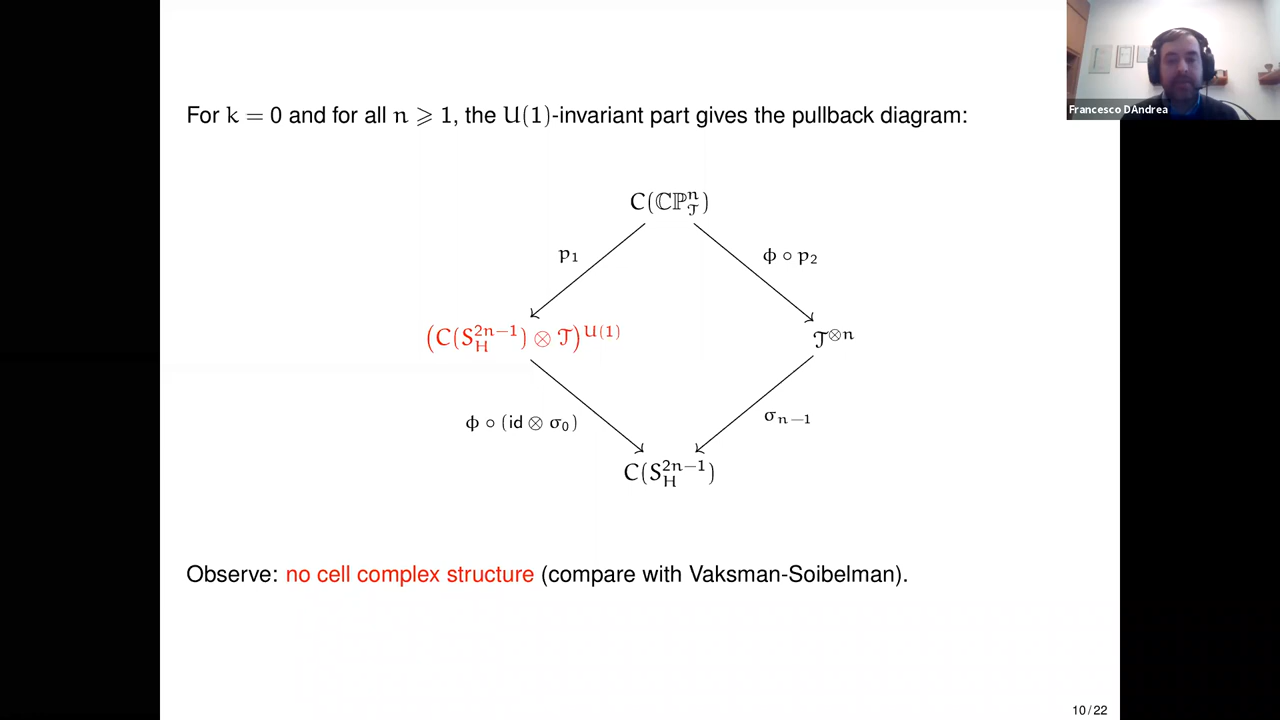 Francesco DAndrea
For k = 0 and for all n ⩾ 1, the U(1)-invariant part gives the pullback diagram:
C(ℂℙⁿ_𝒯)
p₁
ϕ ∘ p₂
(C(S_H^{2n−1}) ⊗ 𝒯)^{U(1)}
𝒯^{⊗n}
ϕ ∘ (id ⊗ σ₀)
σ_{n−1}
C(S_H^{2n−1})
Observe: no cell complex structure (compare with Vaksman-Soibelman).
10 / 22